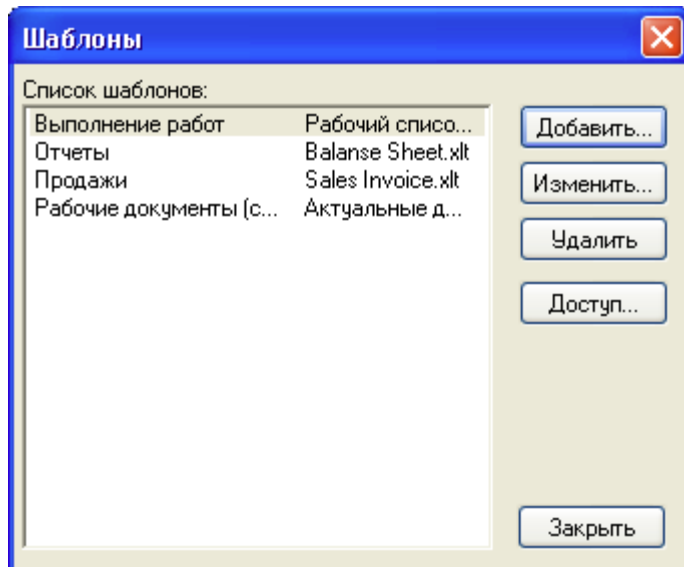 Шаблоны
Список шаблонов:
Выполнение работ Рабочий списо...
Отчеты Balanse Sheet.xlt
Продажи Sales Invoice.xlt
Рабочие документы (с... Актуальные д...
Добавить...
Изменить...
Удалить
Доступ...
Закрыть